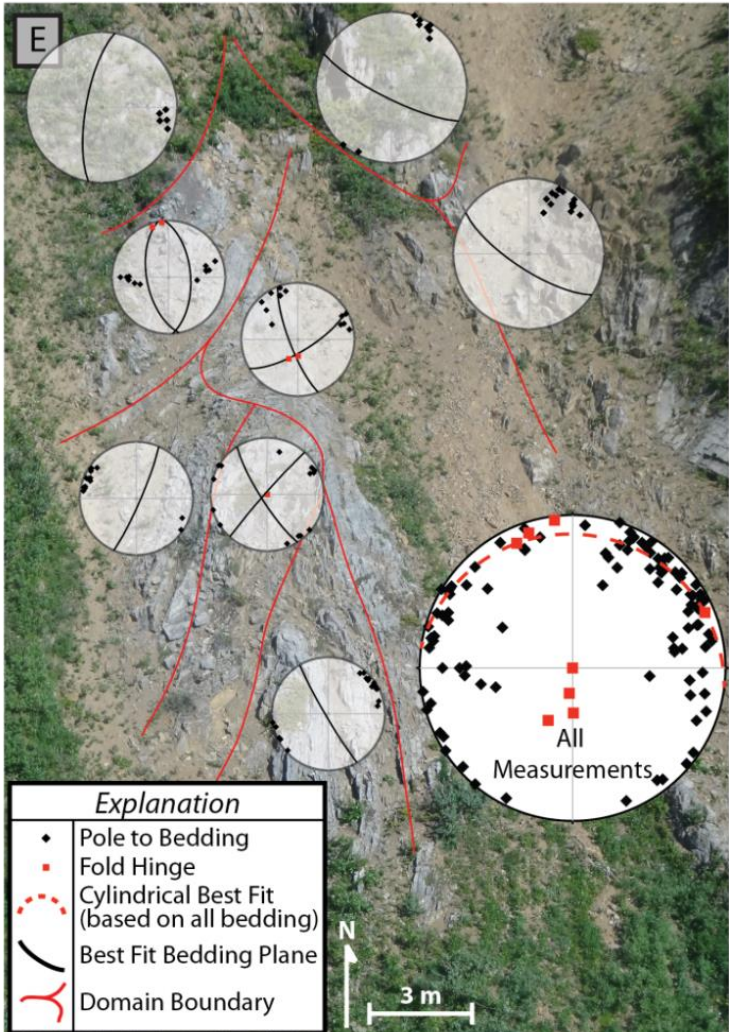 E
All
Measurements
Explanation
Pole to Bedding
Fold Hinge
Cylindrical Best Fit
(based on all bedding)
Best Fit Bedding Plane
Domain Boundary
N
3 m